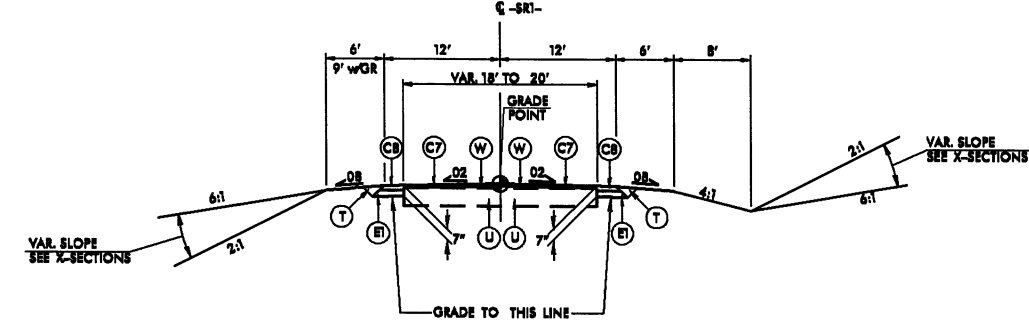 ℄ -SR1-
6' 12' 12' 6' 8'
9' w/GR
VAR. 18' TO 20'
GRADE
POINT
C8 C7 W W C7 C8
.08 .02 .02 .08
2:1
VAR. SLOPE
SEE X-SECTIONS
6:1
4:1
6:1
T E1 7" U U 7" E1 T
2:1
VAR. SLOPE
SEE X-SECTIONS
GRADE TO THIS LINE